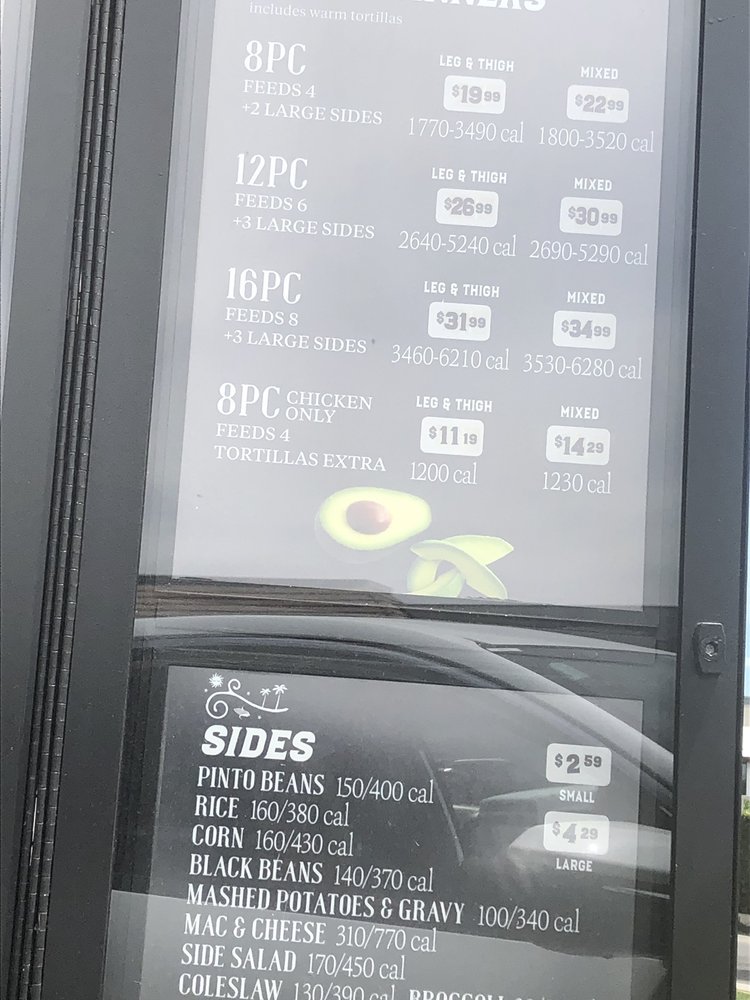 includes warm tortillas
8PC
FEEDS 4
+2 LARGE SIDES
LEG & THIGH
$19.99
1770-3490 cal
MIXED
$22.99
1800-3520 cal
12PC
FEEDS 6
+3 LARGE SIDES
LEG & THIGH
$26.99
2640-5240 cal
MIXED
$30.99
2690-5290 cal
16PC
FEEDS 8
+3 LARGE SIDES
LEG & THIGH
$31.99
3460-6210 cal
MIXED
$34.99
3530-6280 cal
8PC CHICKEN ONLY
FEEDS 4
TORTILLAS EXTRA
LEG & THIGH
$11.19
1200 cal
MIXED
$14.29
1230 cal
SIDES
PINTO BEANS 150/400 cal
RICE 160/380 cal
CORN 160/430 cal
BLACK BEANS 140/370 cal
MASHED POTATOES & GRAVY 100/340 cal
MAC & CHEESE 310/770 cal
SIDE SALAD 170/450 cal
COLESLAW 130/390 cal
$2.59
SMALL
$4.29
LARGE